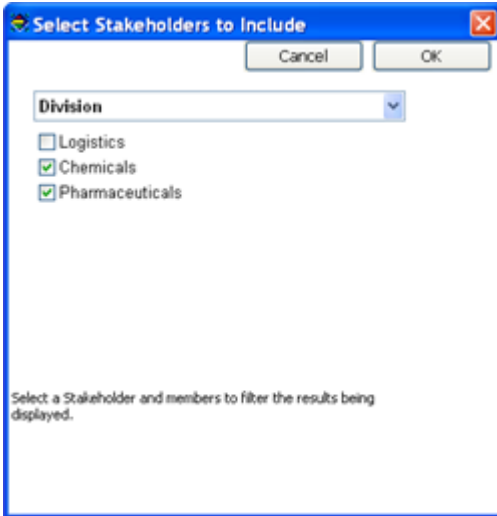 Select Stakeholders to Include
Cancel OK
Division
Logistics
Chemicals
Pharmaceuticals
Select a Stakeholder and members to filter the results being
displayed.